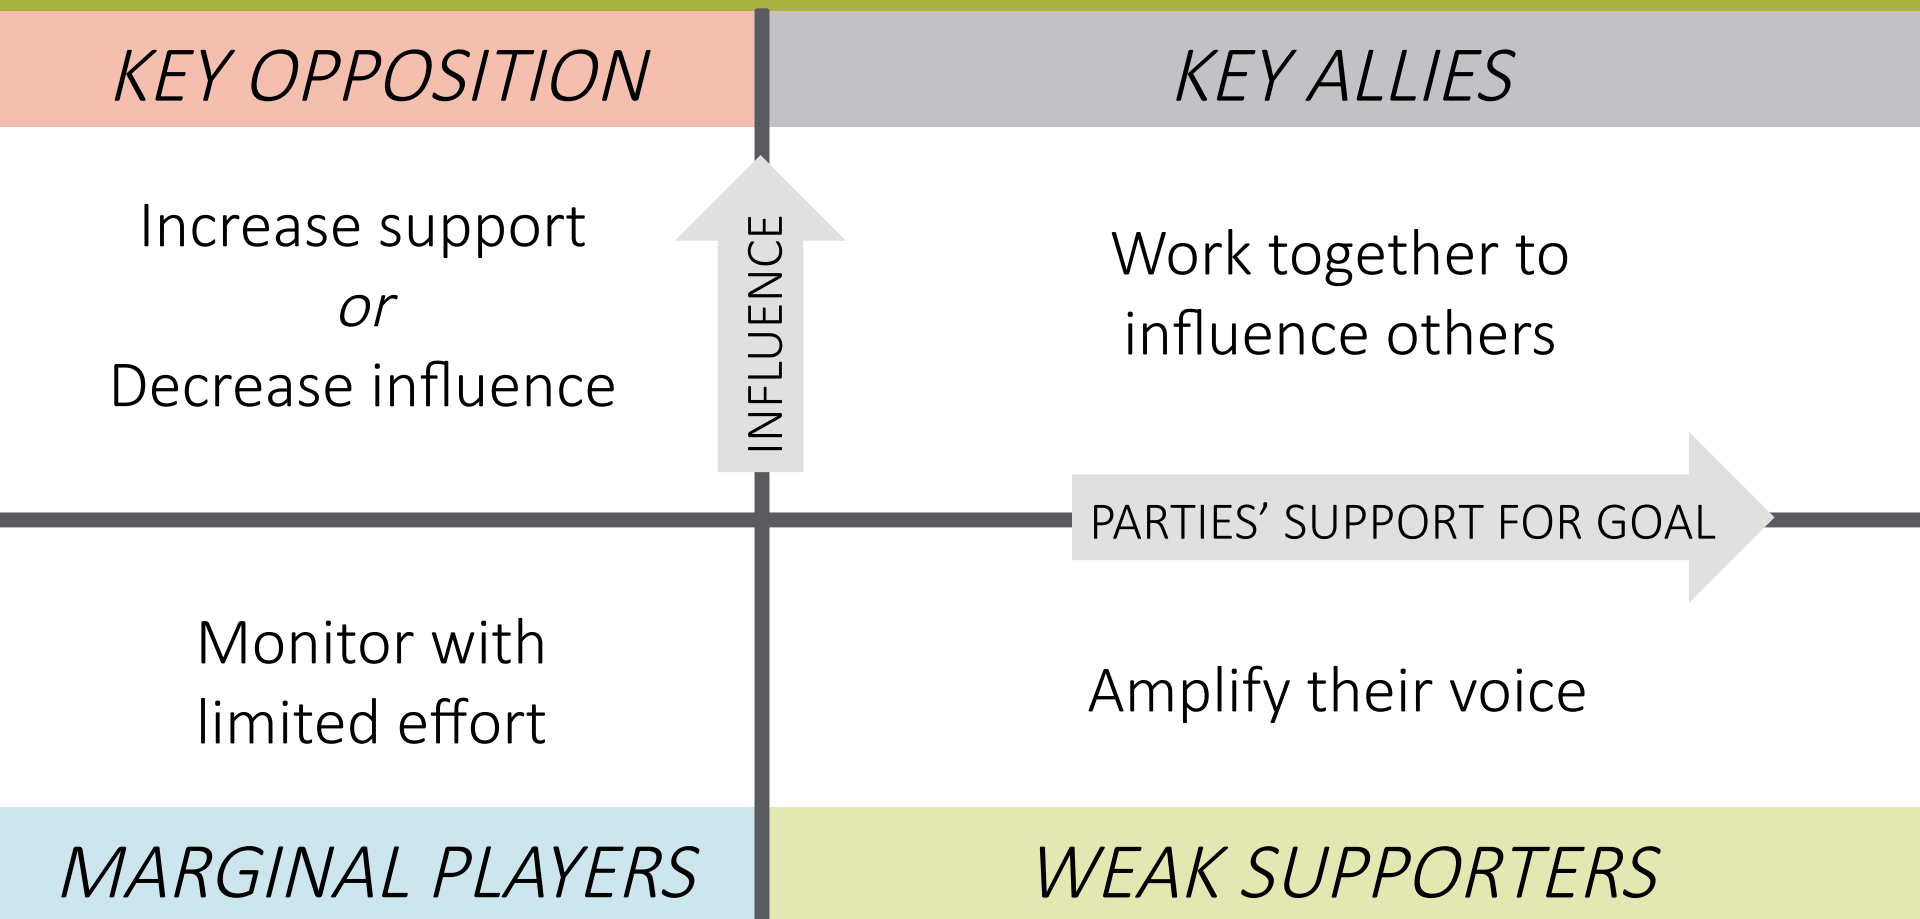 KEY OPPOSITION
KEY ALLIES
Increase support
or
Decrease influence
INFLUENCE
Work together to
influence others
PARTIES’ SUPPORT FOR GOAL
Monitor with
limited effort
Amplify their voice
MARGINAL PLAYERS
WEAK SUPPORTERS